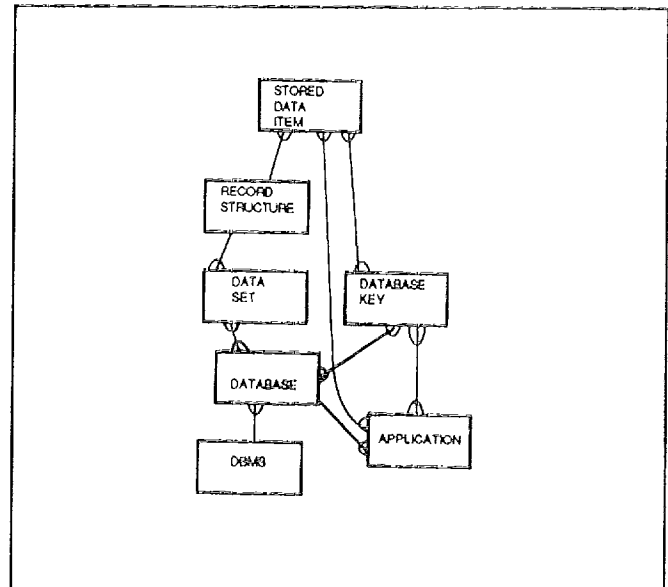 STORED
DATA
ITEM
RECORD
STRUCTURE
DATA
SET
DATABASE
KEY
DATABASE
APPLICATION
DBMS